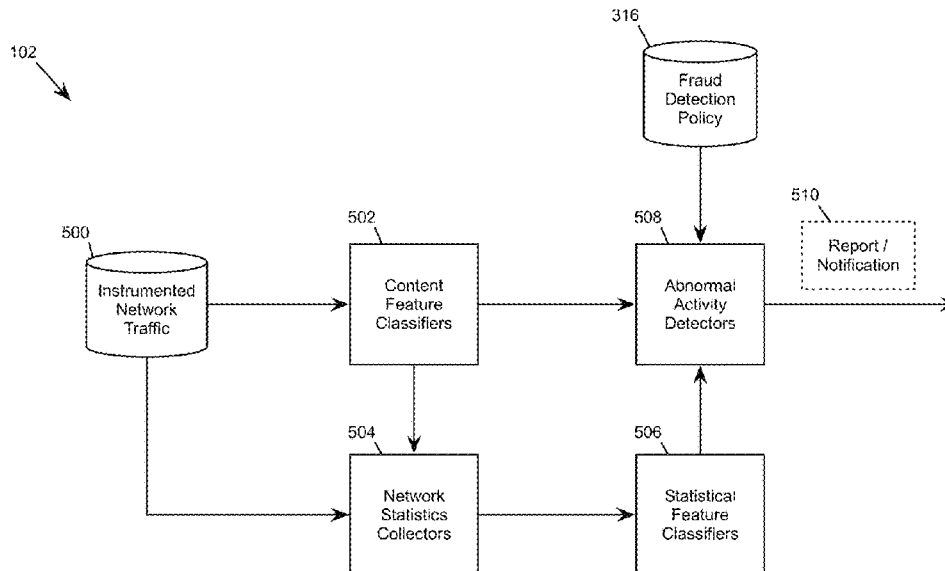 316
102
Fraud
Detection
Policy
510
502
508
500
Report /
Notification
Instrumented
Network
Traffic
Content
Feature
Classifiers
Abnormal
Activity
Detectors
504
506
Network
Statistics
Collectors
Statistical
Feature
Classifiers